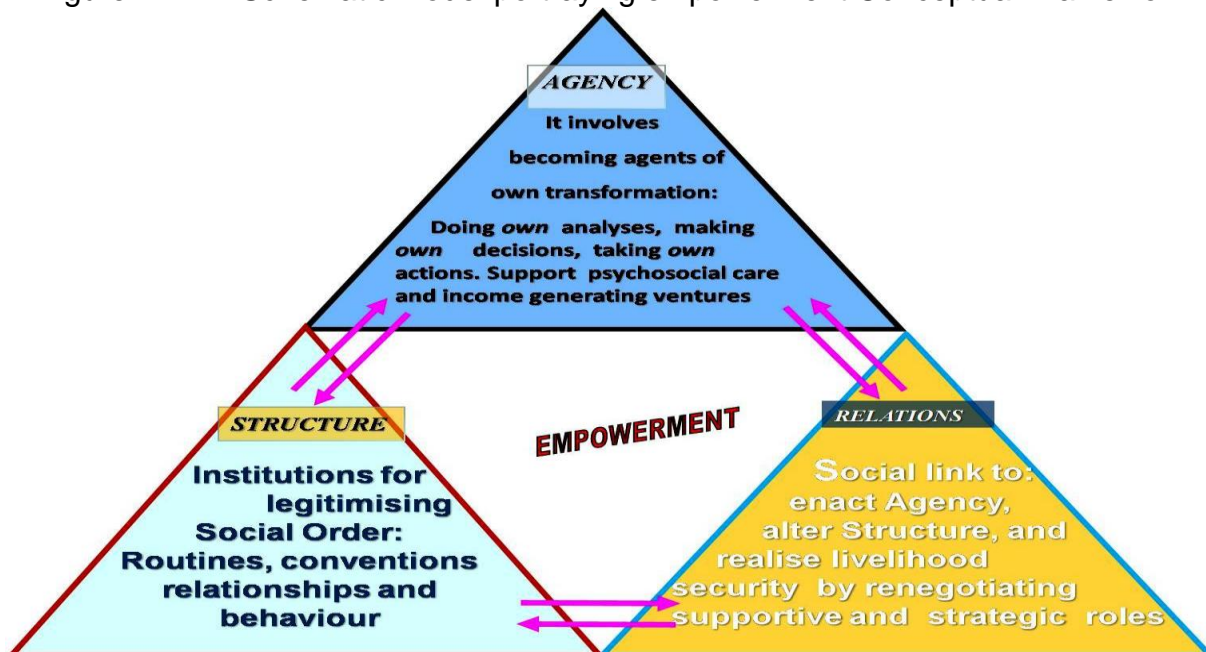 AGENCY
It involves
becoming agents of
own transformation:
Doing own analyses, making
own decisions, taking own
actions. Support psychosocial care
and income generating ventures
STRUCTURE
Institutions for
legitimising
Social Order:
Routines, conventions
relationships and
behaviour
EMPOWERMENT
RELATIONS
Social link to:
enact Agency,
alter Structure, and
realise livelihood
security by renegotiating
supportive and strategic roles